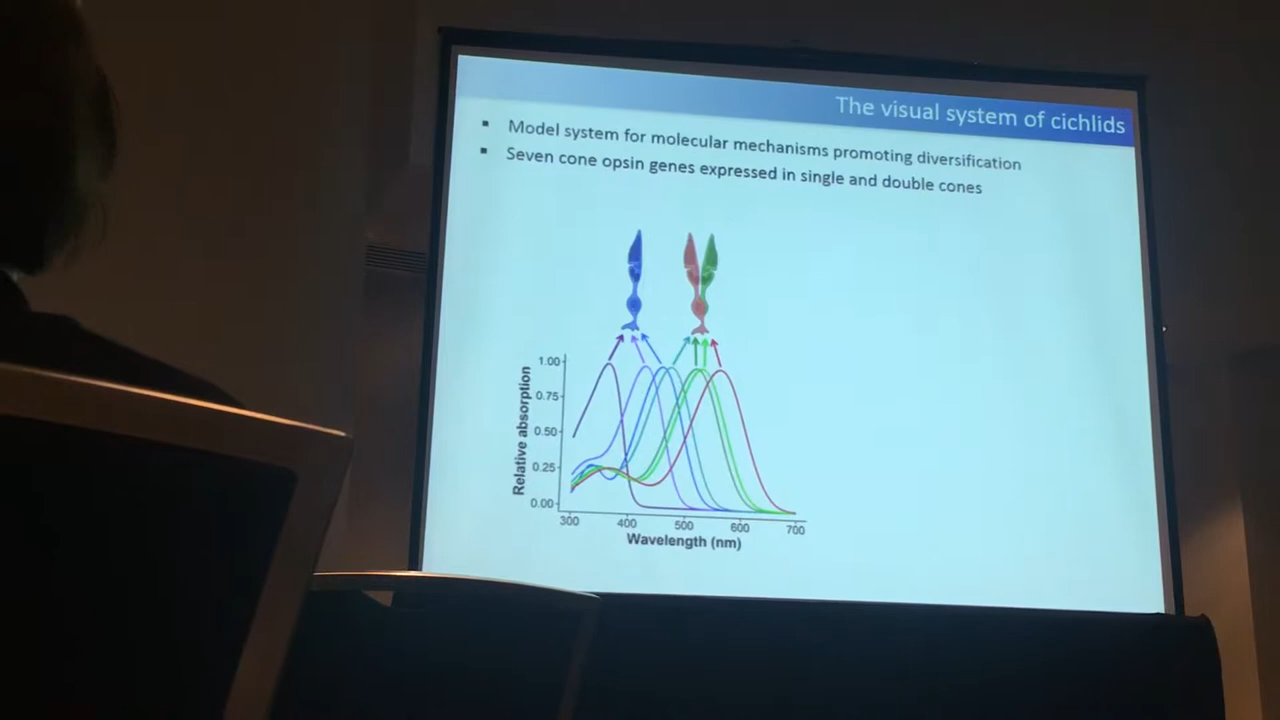 The visual system of cichlids
▪ Model system for molecular mechanisms promoting diversification
▪ Seven cone opsin genes expressed in single and double cones
1.00
0.75
0.50
0.25
0.00
Relative absorption
300 400 500 600 700
Wavelength (nm)